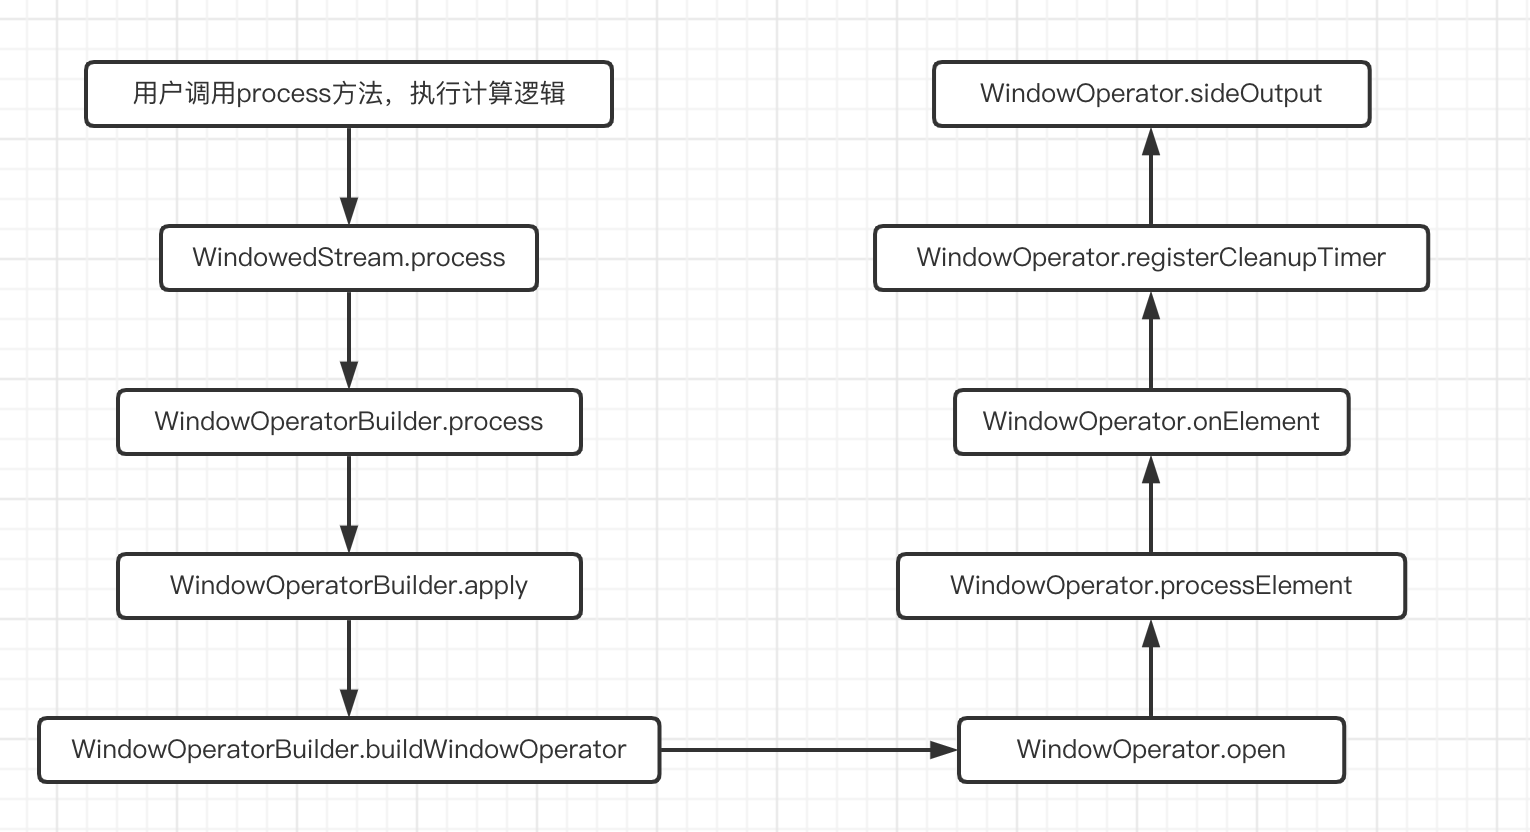 用户调用process方法，执行计算逻辑
WindowedStream.process
WindowOperatorBuilder.process
WindowOperatorBuilder.apply
WindowOperatorBuilder.buildWindowOperator
WindowOperator.open
WindowOperator.processElement
WindowOperator.onElement
WindowOperator.registerCleanupTimer
WindowOperator.sideOutput